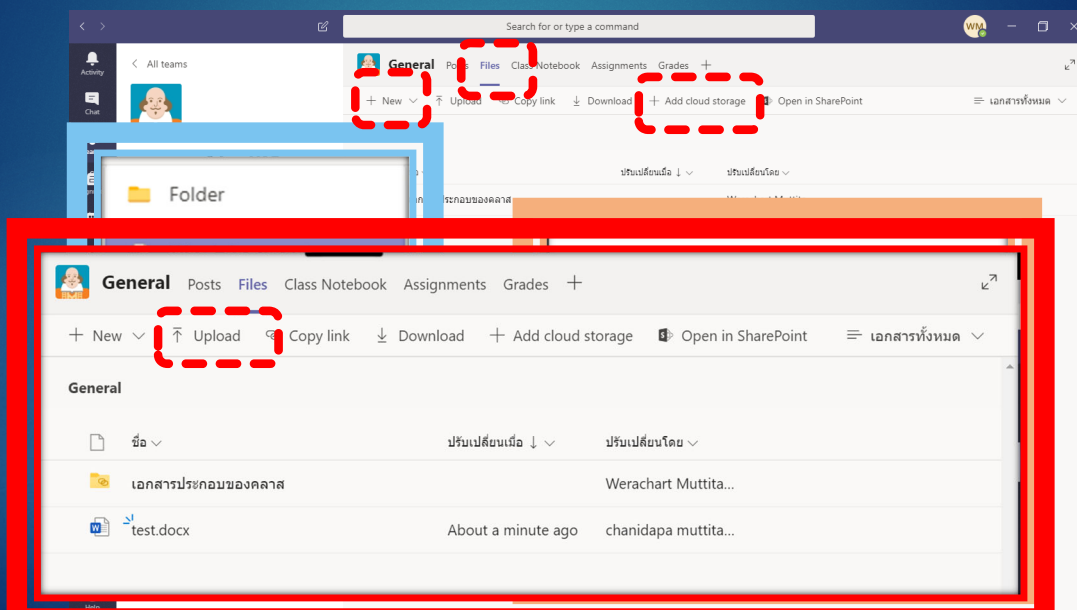 Search for or type a command
WM
Activity
All teams
General Posts Files Class Notebook Assignments Grades
Chat
New Upload Copy link Download Add cloud storage Open in SharePoint เอกสารทั้งหมด
ปรับเปลี่ยนเมื่อ ปรับเปลี่ยนโดย
Folder
General Posts Files Class Notebook Assignments Grades
New Upload Copy link Download Add cloud storage Open in SharePoint เอกสารทั้งหมด
General
ชื่อ ปรับเปลี่ยนเมื่อ ปรับเปลี่ยนโดย
เอกสารประกอบของคลาส Werachart Muttita...
test.docx About a minute ago chanidapa muttita...
Help